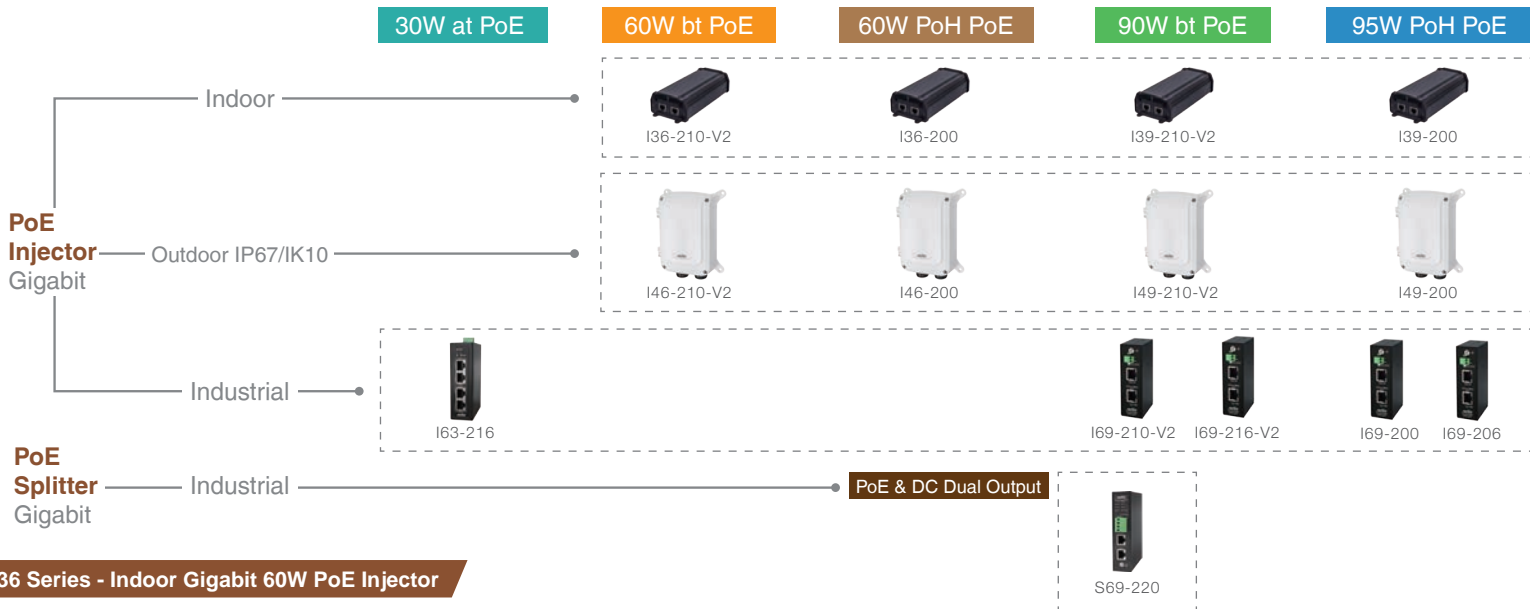 30W at PoE
60W bt PoE
60W PoH PoE
90W bt PoE
95W PoH PoE
Indoor
I36-210-V2
I36-200
I39-210-V2
I39-200
PoE
Injector
Gigabit
Outdoor IP67/IK10
I46-210-V2
I46-200
I49-210-V2
I49-200
Industrial
I63-216
I69-210-V2
I69-216-V2
I69-200
I69-206
PoE
Splitter
Gigabit
Industrial
PoE & DC Dual Output
S69-220
36 Series - Indoor Gigabit 60W PoE Injector